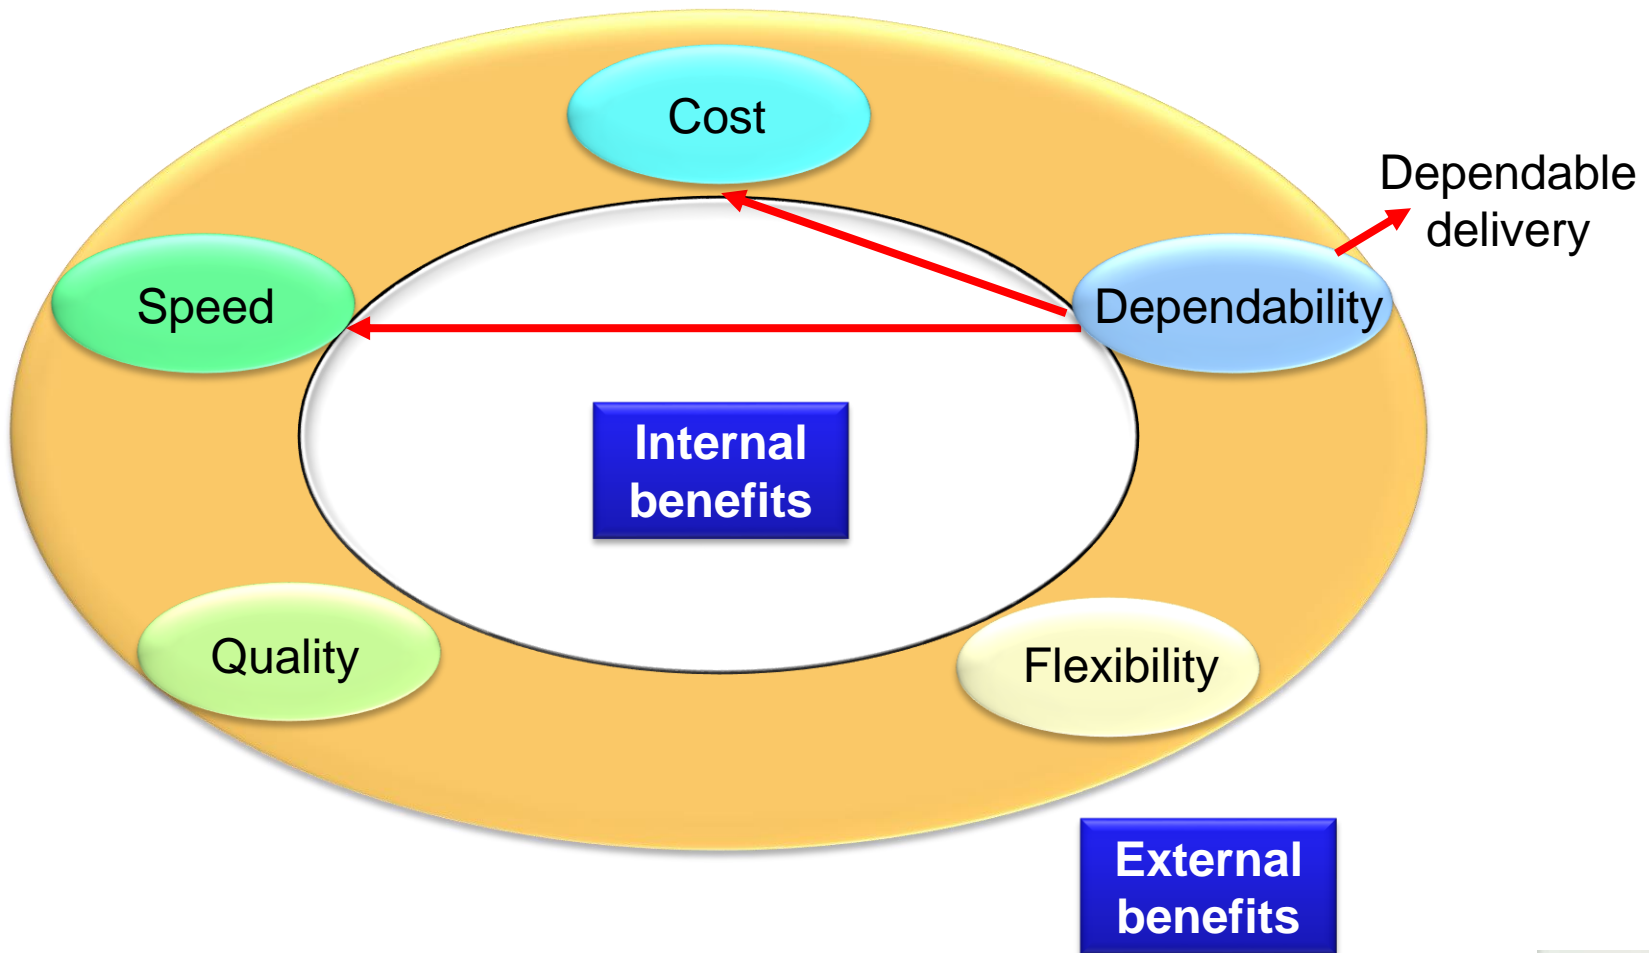 Cost
Dependable
delivery
Speed
Dependability
Internal
benefits
Quality
Flexibility
External
benefits